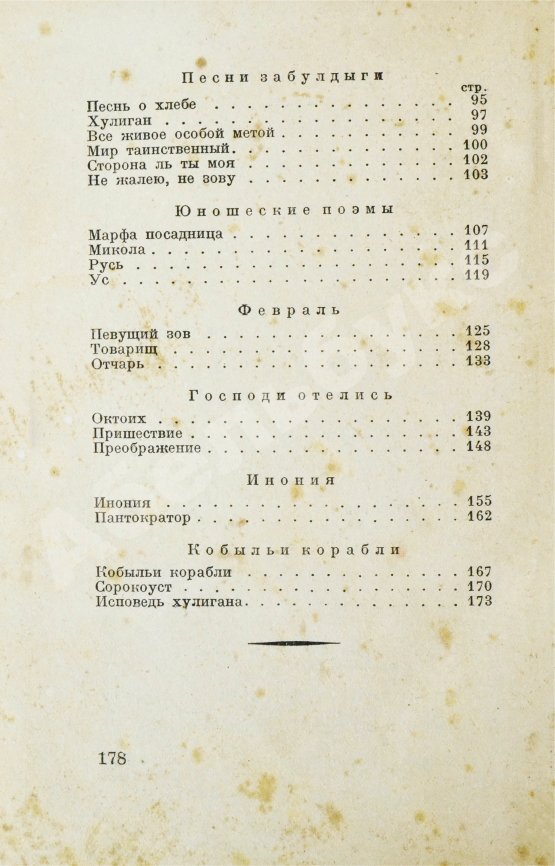 Песни забулдыги
стр.
Песнь о хлебе . . . . . . . . . . . . . . . 95
Хулиган . . . . . . . . . . . . . . . . . 97
Все живое особой метой . . . . . . . . . . . 99
Мир таинственный . . . . . . . . . . . . . . 100
Сторона ль ты моя . . . . . . . . . . . . . 102
Не жалею, не зову . . . . . . . . . . . . . 103
Юношеские поэмы
Марфа посадница . . . . . . . . . . . . . . 107
Микола . . . . . . . . . . . . . . . . . . 111
Русь . . . . . . . . . . . . . . . . . . . 115
Ус . . . . . . . . . . . . . . . . . . . . 119
Февраль
Певущий зов . . . . . . . . . . . . . . . . 125
Товарищ . . . . . . . . . . . . . . . . . . 128
Отчарь . . . . . . . . . . . . . . . . . . 133
Господи отелись
Октоих . . . . . . . . . . . . . . . . . . 139
Пришествие . . . . . . . . . . . . . . . . 143
Преображение . . . . . . . . . . . . . . . 148
Инония
Инония . . . . . . . . . . . . . . . . . . 155
Пантократор . . . . . . . . . . . . . . . . 162
Кобыльи корабли
Кобыльи корабли . . . . . . . . . . . . . . 167
Сорокоуст . . . . . . . . . . . . . . . . . 170
Исповедь хулигана . . . . . . . . . . . . . 173
178